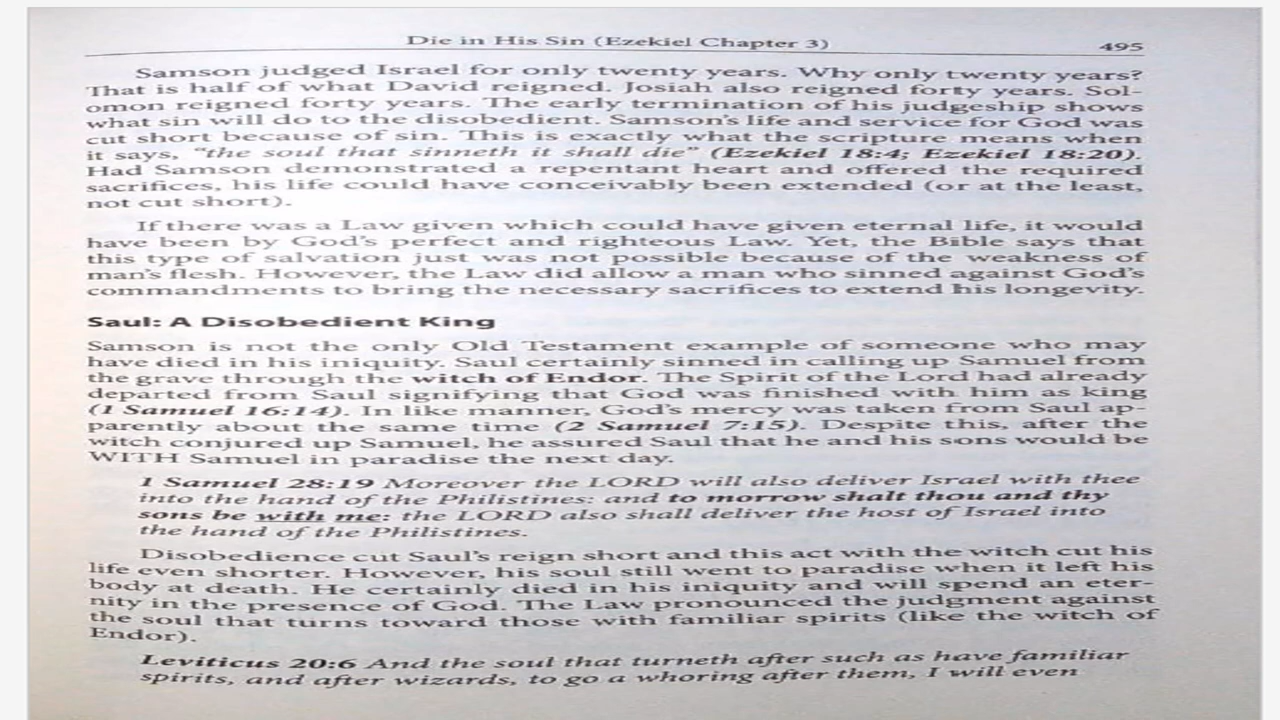 Die in His Sin (Ezekiel Chapter 3) 495
Samson judged Israel for only twenty years. Why only twenty years?
That is half of what David reigned. Josiah also reigned forty years. Sol-
omon reigned forty years. The early termination of his judgeship shows
what sin will do to the disobedient. Samson's life and service for God was
cut short because of sin. This is exactly what the scripture means when
it says, "the soul that sinneth it shall die" (Ezekiel 18:4; Ezekiel 18:20).
Had Samson demonstrated a repentant heart and offered the required
sacrifices, his life could have conceivably been extended (or at the least,
not cut short).
If there was a Law given which could have given eternal life, it would
have been by God's perfect and righteous Law. Yet, the Bible says that
this type of salvation just was not possible because of the weakness of
man's flesh. However, the Law did allow a man who sinned against God's
commandments to bring the necessary sacrifices to extend his longevity.
Saul: A Disobedient King
Samson is not the only Old Testament example of someone who may
have died in his iniquity. Saul certainly sinned in calling up Samuel from
the grave through the witch of Endor. The Spirit of the Lord had already
departed from Saul signifying that God was finished with him as king
(1 Samuel 16:14). In like manner, God's mercy was taken from Saul ap-
parently about the same time (2 Samuel 7:15). Despite this, after the
witch conjured up Samuel, he assured Saul that he and his sons would be
WITH Samuel in paradise the next day.
1 Samuel 28:19 Moreover the LORD will also deliver Israel with thee
into the hand of the Philistines: and to morrow shalt thou and thy
sons be with me: the LORD also shall deliver the host of Israel into
the hand of the Philistines.
Disobedience cut Saul's reign short and this act with the witch cut his
life even shorter. However, his soul still went to paradise when it left his
body at death. He certainly died in his iniquity and will spend an eter-
nity in the presence of God. The Law pronounced the judgment against
the soul that turns toward those with familiar spirits (like the witch of
Endor).
Leviticus 20:6 And the soul that turneth after such as have familiar
spirits, and after wizards, to go a whoring after them, I will even